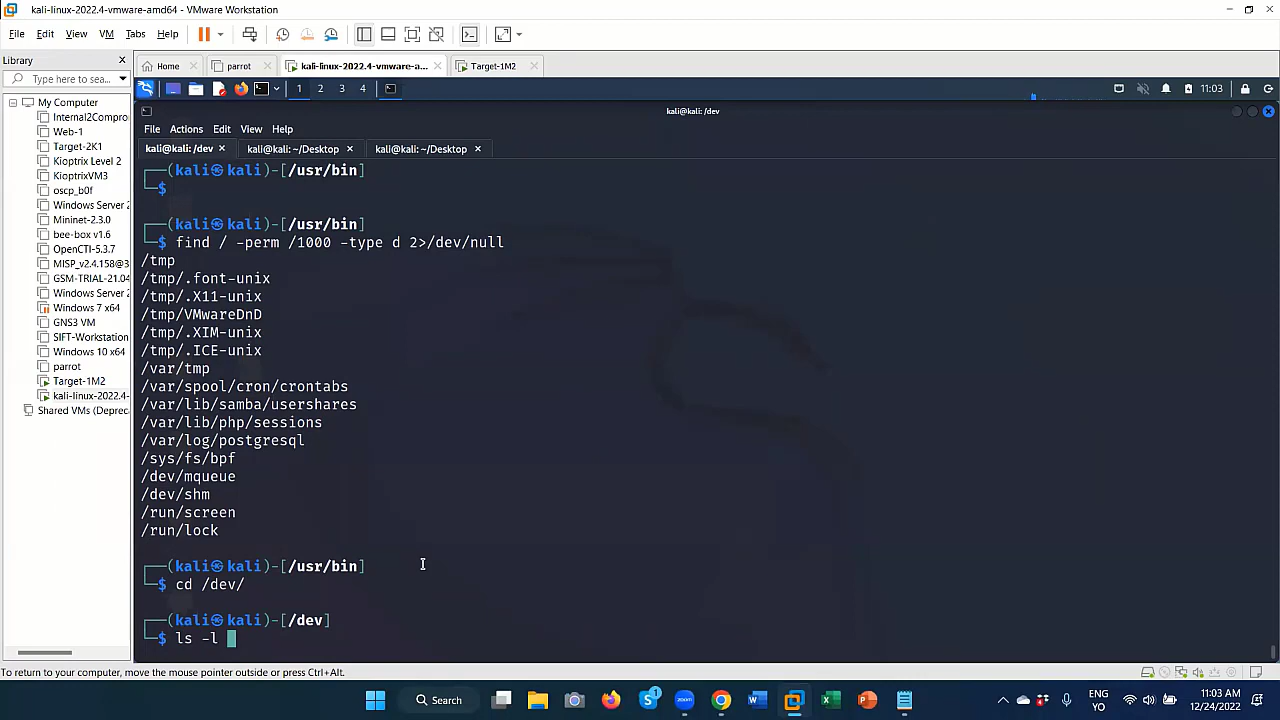 kali-linux-2022.4-vmware-amd64 - VMware Workstation
File Edit View VM Tabs Help
Library
Type here to sea...
My Computer
Internal2Compro
Web-1
Target-2K1
Kioptrix Level 2
KioptrixVM3
oscp_b0f
Windows Server 2
Mininet-2.3.0
bee-box v1.6
OpenCTI-5.3.7
MISP_v2.4.158@3
GSM-TRIAL-21.04
Windows Server 2
Windows 7 x64
GNS3 VM
SIFT-Workstation
Windows 10 x64
parrot
Target-1M2
kali-linux-2022.4-
Shared VMs (Deprec
Home parrot kali-linux-2022.4-vmware-a... Target-1M2
1 2 3 4 11:03
kali@kali: /dev
File Actions Edit View Help
kali@kali: /dev kali@kali: ~/Desktop kali@kali: ~/Desktop
┌──(kali㉿kali)-[/usr/bin]
└─$
┌──(kali㉿kali)-[/usr/bin]
└─$ find / -perm /1000 -type d 2>/dev/null
/tmp
/tmp/.font-unix
/tmp/.X11-unix
/tmp/VMwareDnD
/tmp/.XIM-unix
/tmp/.ICE-unix
/var/tmp
/var/spool/cron/crontabs
/var/lib/samba/usershares
/var/lib/php/sessions
/var/log/postgresql
/sys/fs/bpf
/dev/mqueue
/dev/shm
/run/screen
/run/lock
┌──(kali㉿kali)-[/usr/bin]
└─$ cd /dev/
┌──(kali㉿kali)-[/dev]
└─$ ls -l
To return to your computer, move the mouse pointer outside or press Ctrl+Alt.
Search
ENG
YO
11:03 AM
12/24/2022